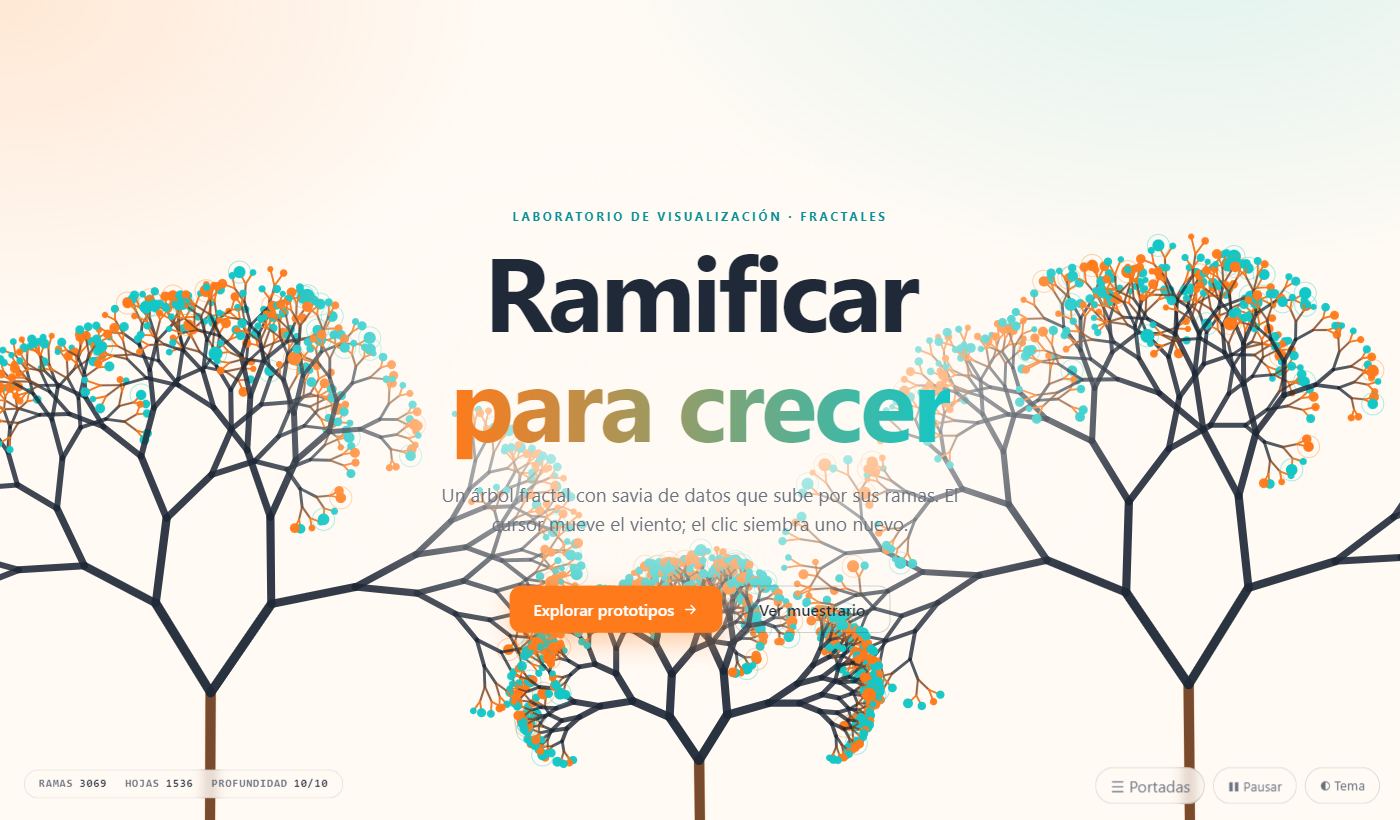 LABORATORIO DE VISUALIZACIÓN · FRACTALES
Ramificar
para crecer
Un árbol fractal con savia de datos que sube por sus ramas. El
cursor mueve el viento; el clic siembra uno nuevo.
Explorar prototipos →
Ver muestrario
RAMAS 3069 HOJAS 1536 PROFUNDIDAD 10/10
☰ Portadas
Pausar
Tema